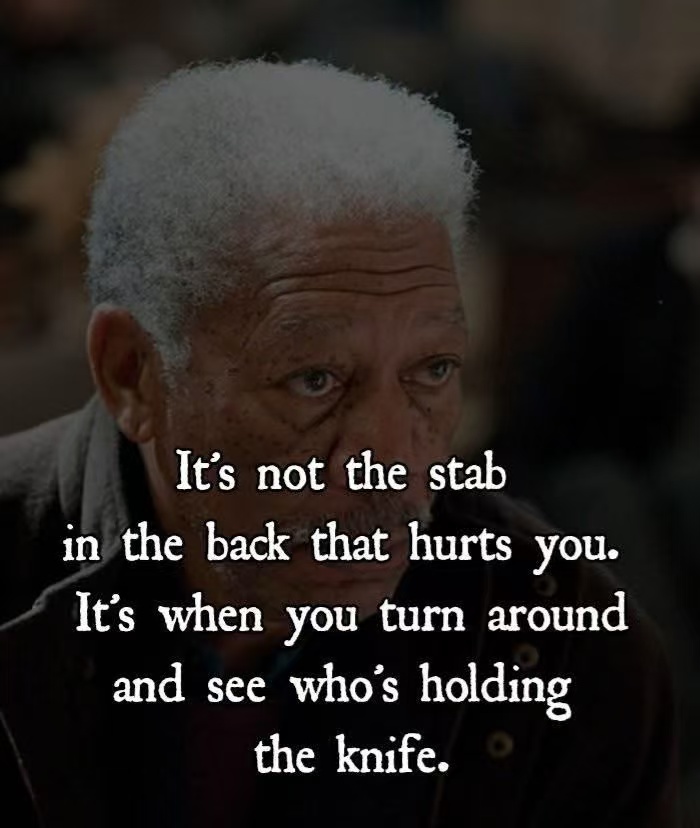 It's not the stab
in the back that hurts you.
It's when you turn around
and see who's holding
the knife.